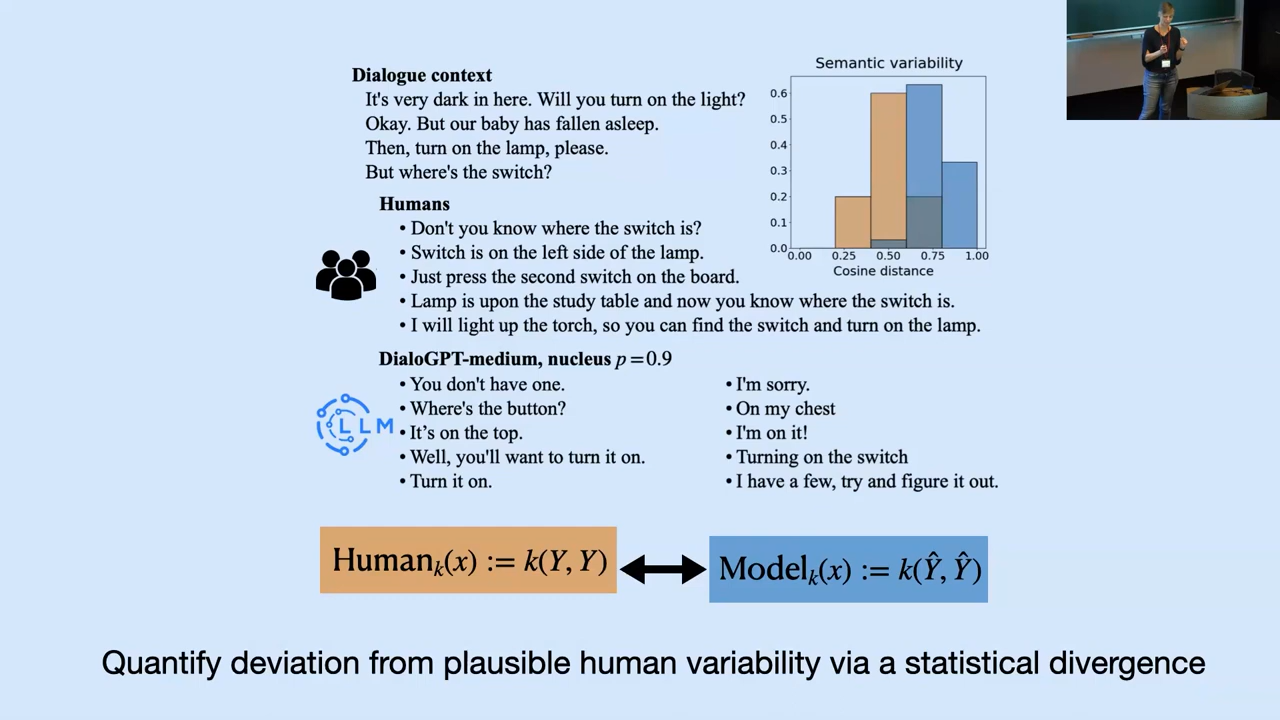 Dialogue context
It's very dark in here. Will you turn on the light?
Okay. But our baby has fallen asleep.
Then, turn on the lamp, please.
But where's the switch?
Semantic variability
0.6
0.5
0.4
0.3
0.2
0.1
0.0
0.00 0.25 0.50 0.75 1.00
Cosine distance
Humans
• Don't you know where the switch is?
• Switch is on the left side of the lamp.
• Just press the second switch on the board.
• Lamp is upon the study table and now you know where the switch is.
• I will light up the torch, so you can find the switch and turn on the lamp.
DialoGPT-medium, nucleus p=0.9
LLM
• You don't have one.
• Where's the button?
• It’s on the top.
• Well, you'll want to turn it on.
• Turn it on.
• I'm sorry.
• On my chest
• I'm on it!
• Turning on the switch
• I have a few, try and figure it out.
Humanₖ(x) := k(Y, Y)
Modelₖ(x) := k(Ŷ, Ŷ)
Quantify deviation from plausible human variability via a statistical divergence